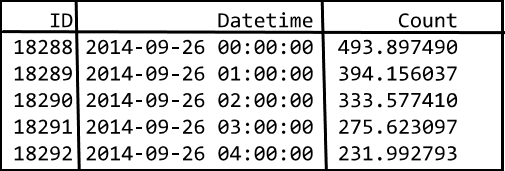 ID Datetime Count
18288 2014-09-26 00:00:00 493.897490
18289 2014-09-26 01:00:00 394.156037
18290 2014-09-26 02:00:00 333.577410
18291 2014-09-26 03:00:00 275.623097
18292 2014-09-26 04:00:00 231.992793